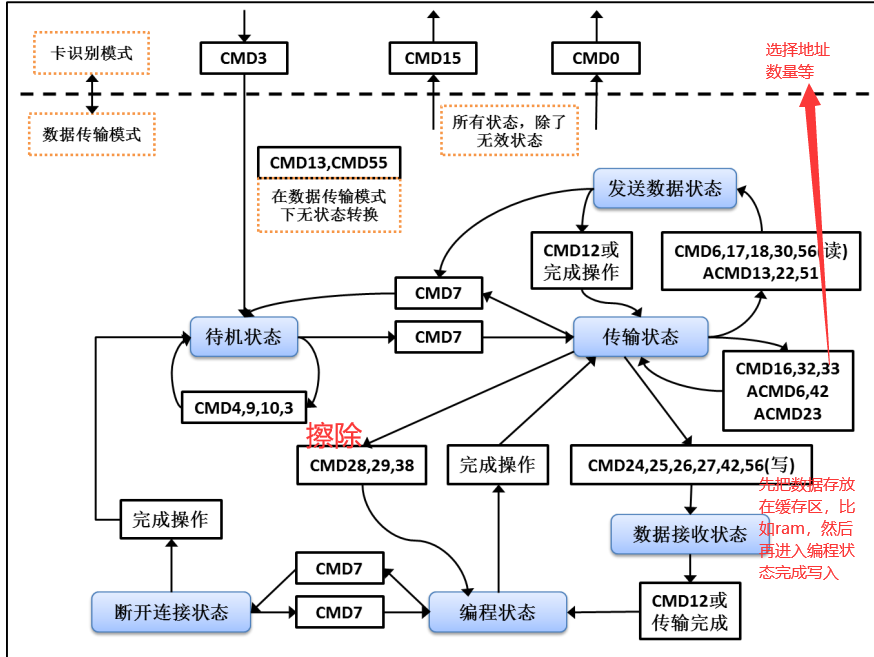 卡识别模式
CMD3
CMD15
CMD0
选择地址
数量等
数据传输模式
所有状态，除了
无效状态
CMD13,CMD55
在数据传输模式
下无状态转换
发送数据状态
CMD12或
完成操作
CMD6,17,18,30,56(读)
ACMD13,22,51
CMD7
待机状态
CMD7
传输状态
CMD16,32,33
ACMD6,42
ACMD23
CMD4,9,10,3
擦除
CMD28,29,38
完成操作
CMD24,25,26,27,42,56(写)
先把数据存放
在缓存区，比
如ram，然后
再进入编程状
态完成写入
完成操作
数据接收状态
CMD7
断开连接状态
CMD7
编程状态
CMD12或
传输完成